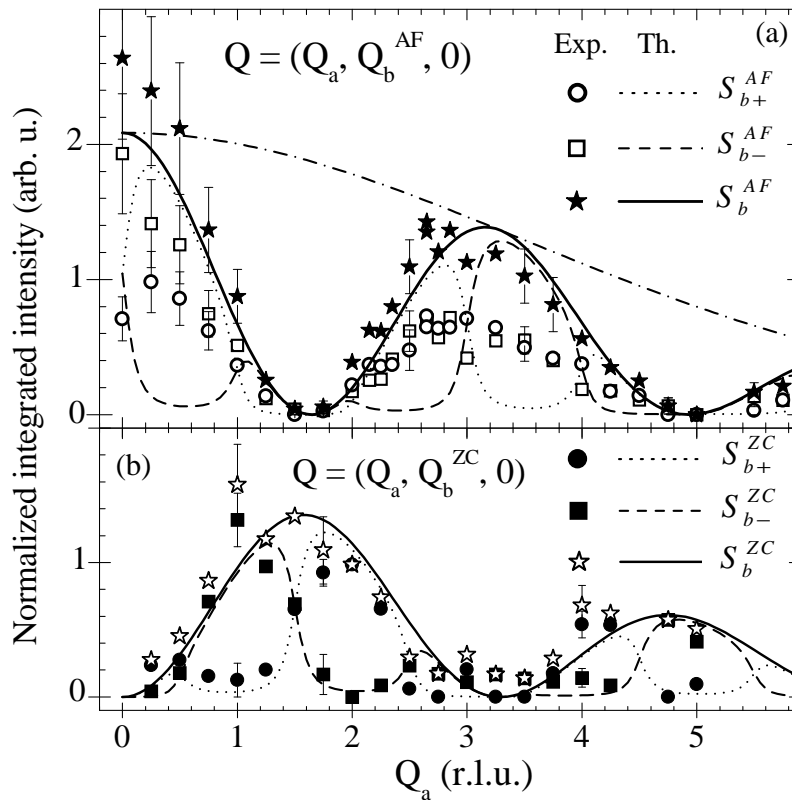 (a)
Q = (Q_a, Q_b^AF, 0)
Exp. Th.
S_b+^AF
S_b-^AF
S_b^AF
2
1
0
(b)
Q = (Q_a, Q_b^ZC, 0)
S_b+^ZC
S_b-^ZC
S_b^ZC
1
0
0 1 2 3 4 5
Q_a (r.l.u.)
Normalized integrated intensity (arb. u.)